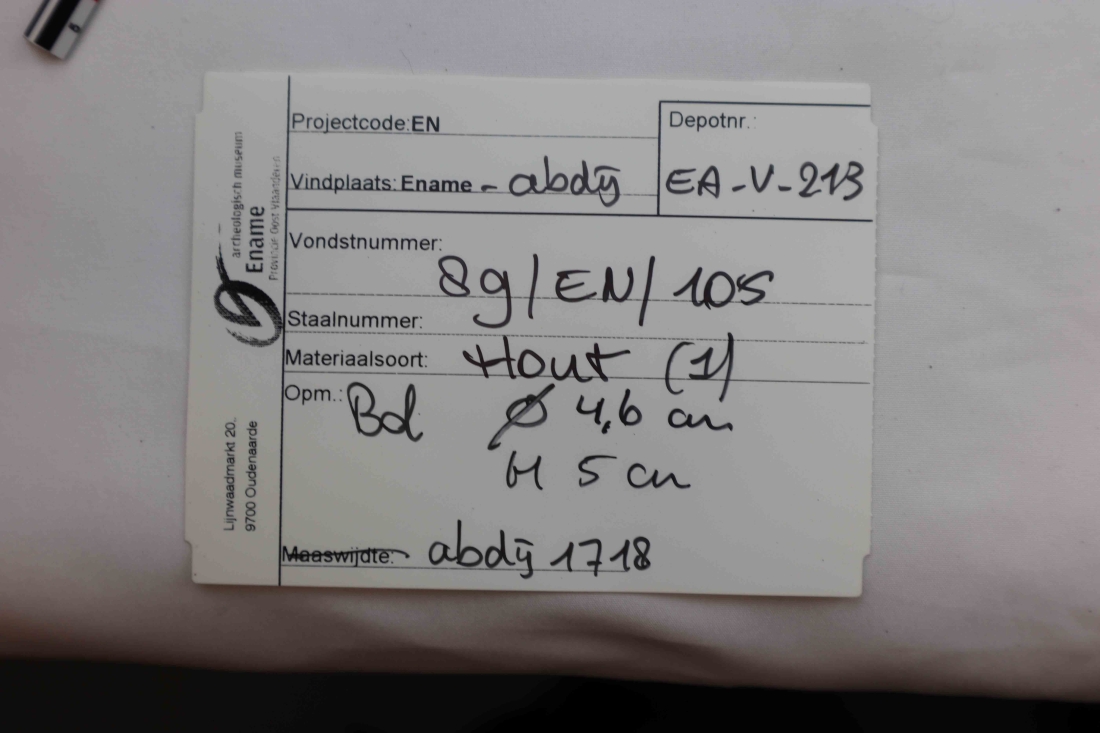 archeologisch museum
Ename
Provincie Oost Vlaanderen
Lijnwaadmarkt 20,
9700 Oudenaarde
Projectcode:EN
Depotnr.:
Vindplaats: Ename - abdij
EA-V-213
Vondstnummer:
89/EN/105
Staalnummer:
Materiaalsoort: Hout (1)
Opm.: Bol Ø 4,6 cm
H 5 cm
Maaswijdte: abdij 1718